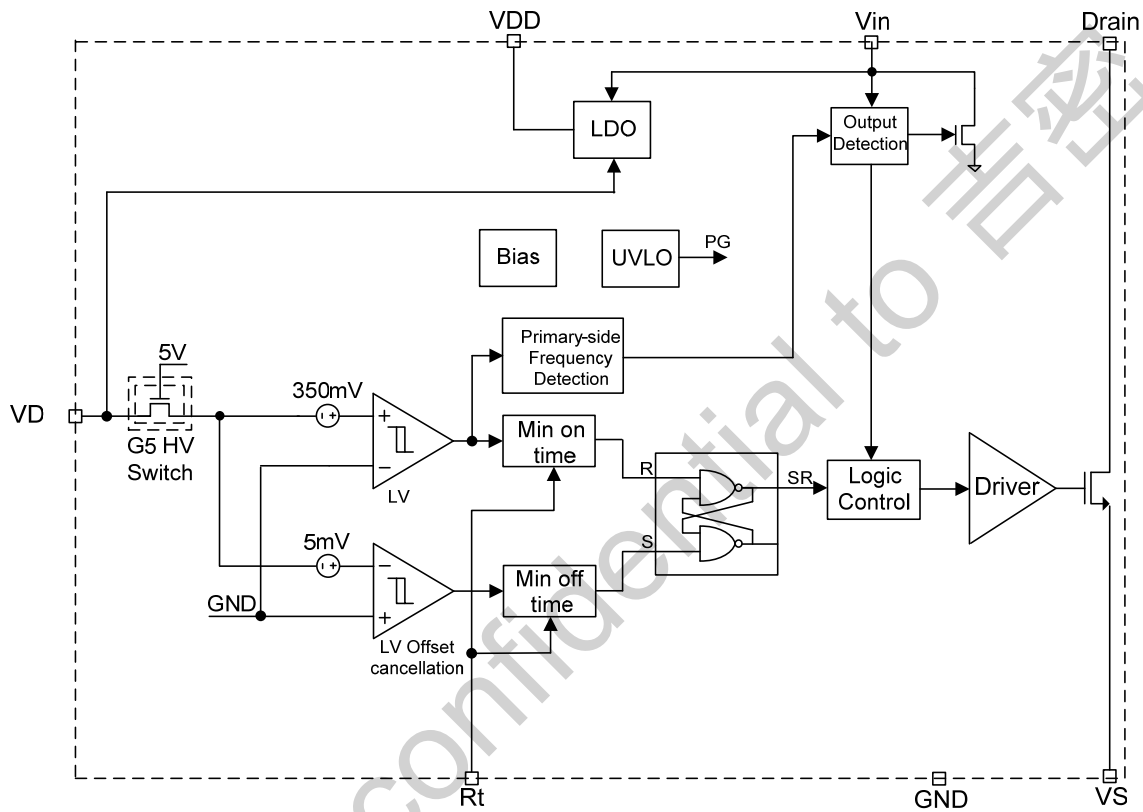 VDD
Vin
Drain
LDO
Output
Detection
Bias
UVLO
PG
Primary-side
Frequency
Detection
5V
350mV
VD
G5 HV
Switch
+
−
LV
Min on
time
R
SR
Logic
Control
Driver
5mV
S
GND
−
+
Min off
time
LV Offset
cancellation
Rt
GND
VS
confidential to 吉密